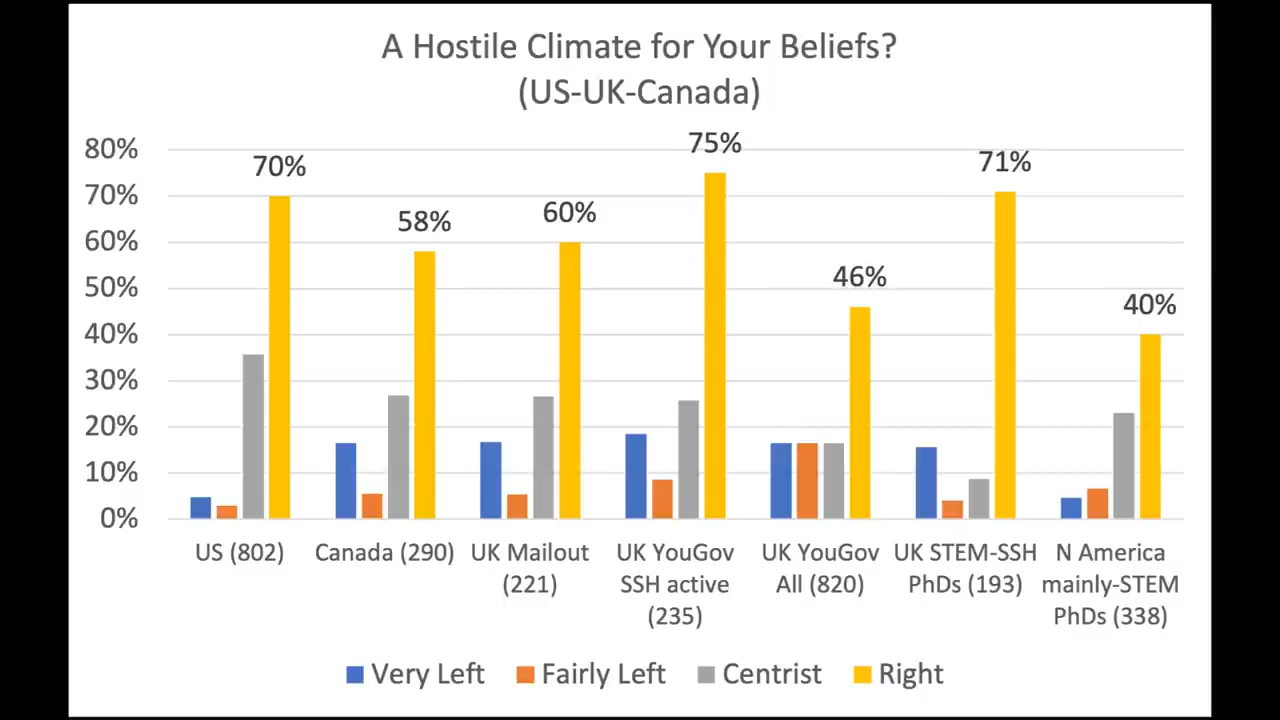 A Hostile Climate for Your Beliefs?
(US-UK-Canada)
80%
70%
60%
50%
40%
30%
20%
10%
0%
70%
58%
60%
75%
46%
71%
40%
US (802)
Canada (290)
UK Mailout
(221)
UK YouGov
SSH active
(235)
UK YouGov
All (820)
UK STEM-SSH
PhDs (193)
N America
mainly-STEM
PhDs (338)
Very Left
Fairly Left
Centrist
Right